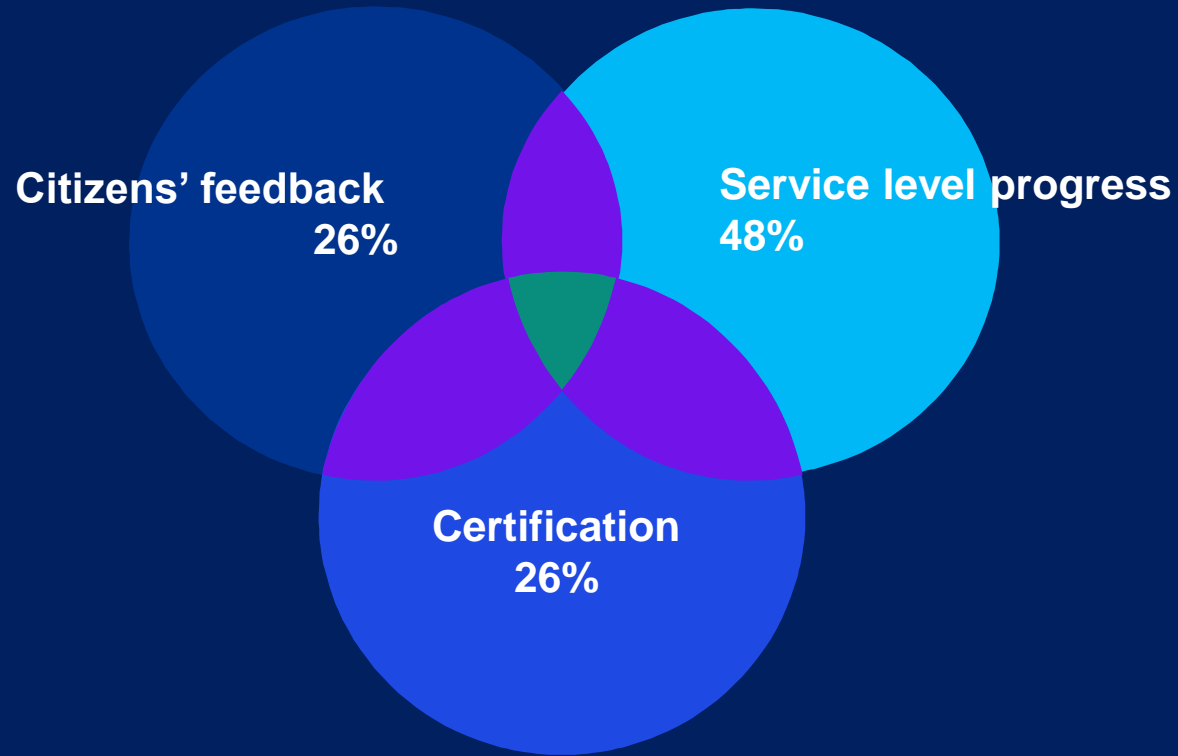 Citizens’ feedback
26%
Service level progress
48%
Certification
26%